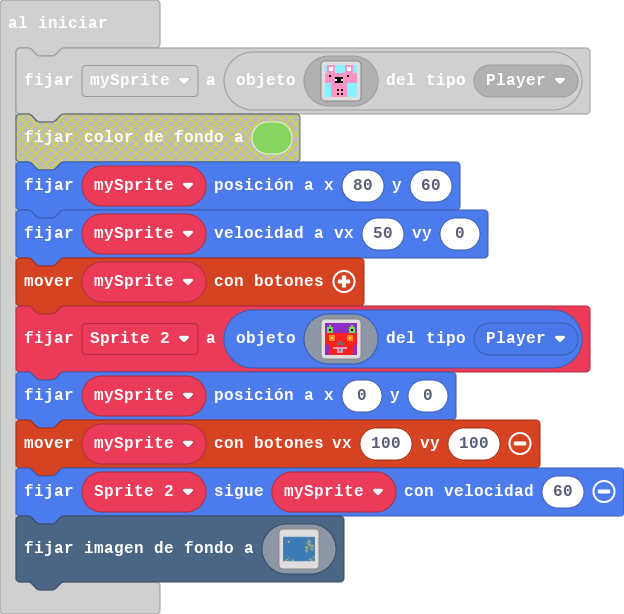 al iniciar
fijar mySprite a objeto del tipo Player
fijar color de fondo a
fijar mySprite posición a x 80 y 60
fijar mySprite velocidad a vx 50 vy 0
mover mySprite con botones +
fijar Sprite 2 a objeto del tipo Player
fijar mySprite posición a x 0 y 0
mover mySprite con botones vx 100 vy 100 -
fijar Sprite 2 sigue mySprite con velocidad 60 -
fijar imagen de fondo a